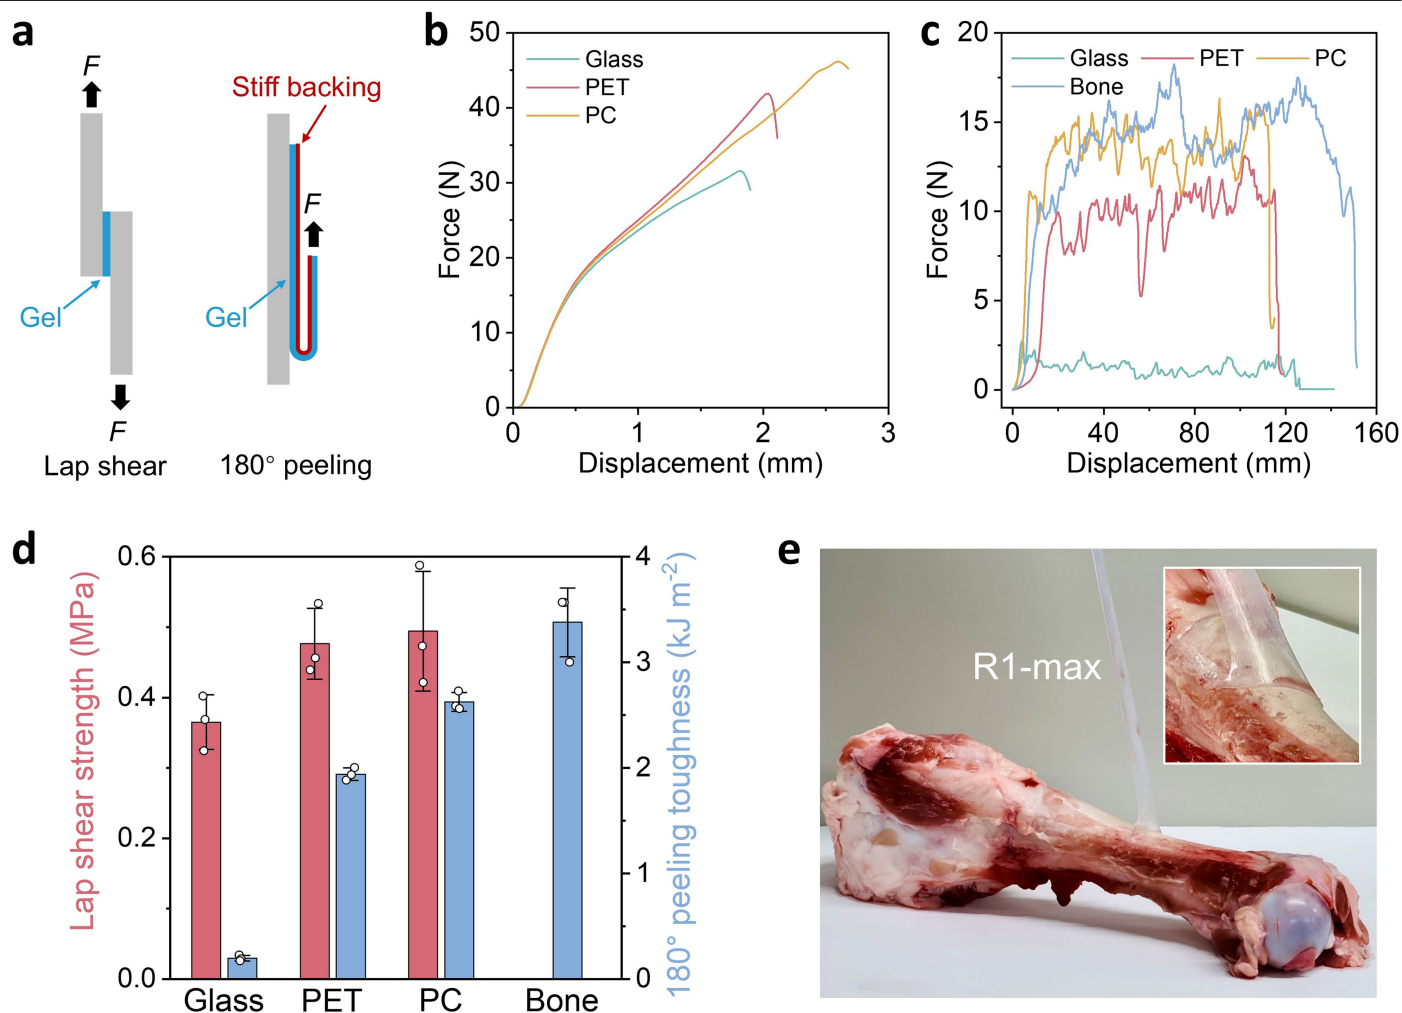 a
F
Gel
F
Lap shear
Stiff backing
F
Gel
180° peeling
b
50
40
30
20
10
0
Force (N)
Glass
PET
PC
0 1 2 3
Displacement (mm)
c
20
15
10
5
0
Force (N)
Glass PET PC
Bone
0 40 80 120 160
Displacement (mm)
d
0.6
0.4
0.2
0.0
Lap shear strength (MPa)
4
3
2
1
0
180° peeling toughness (kJ m-2)
Glass PET PC Bone
e
R1-max